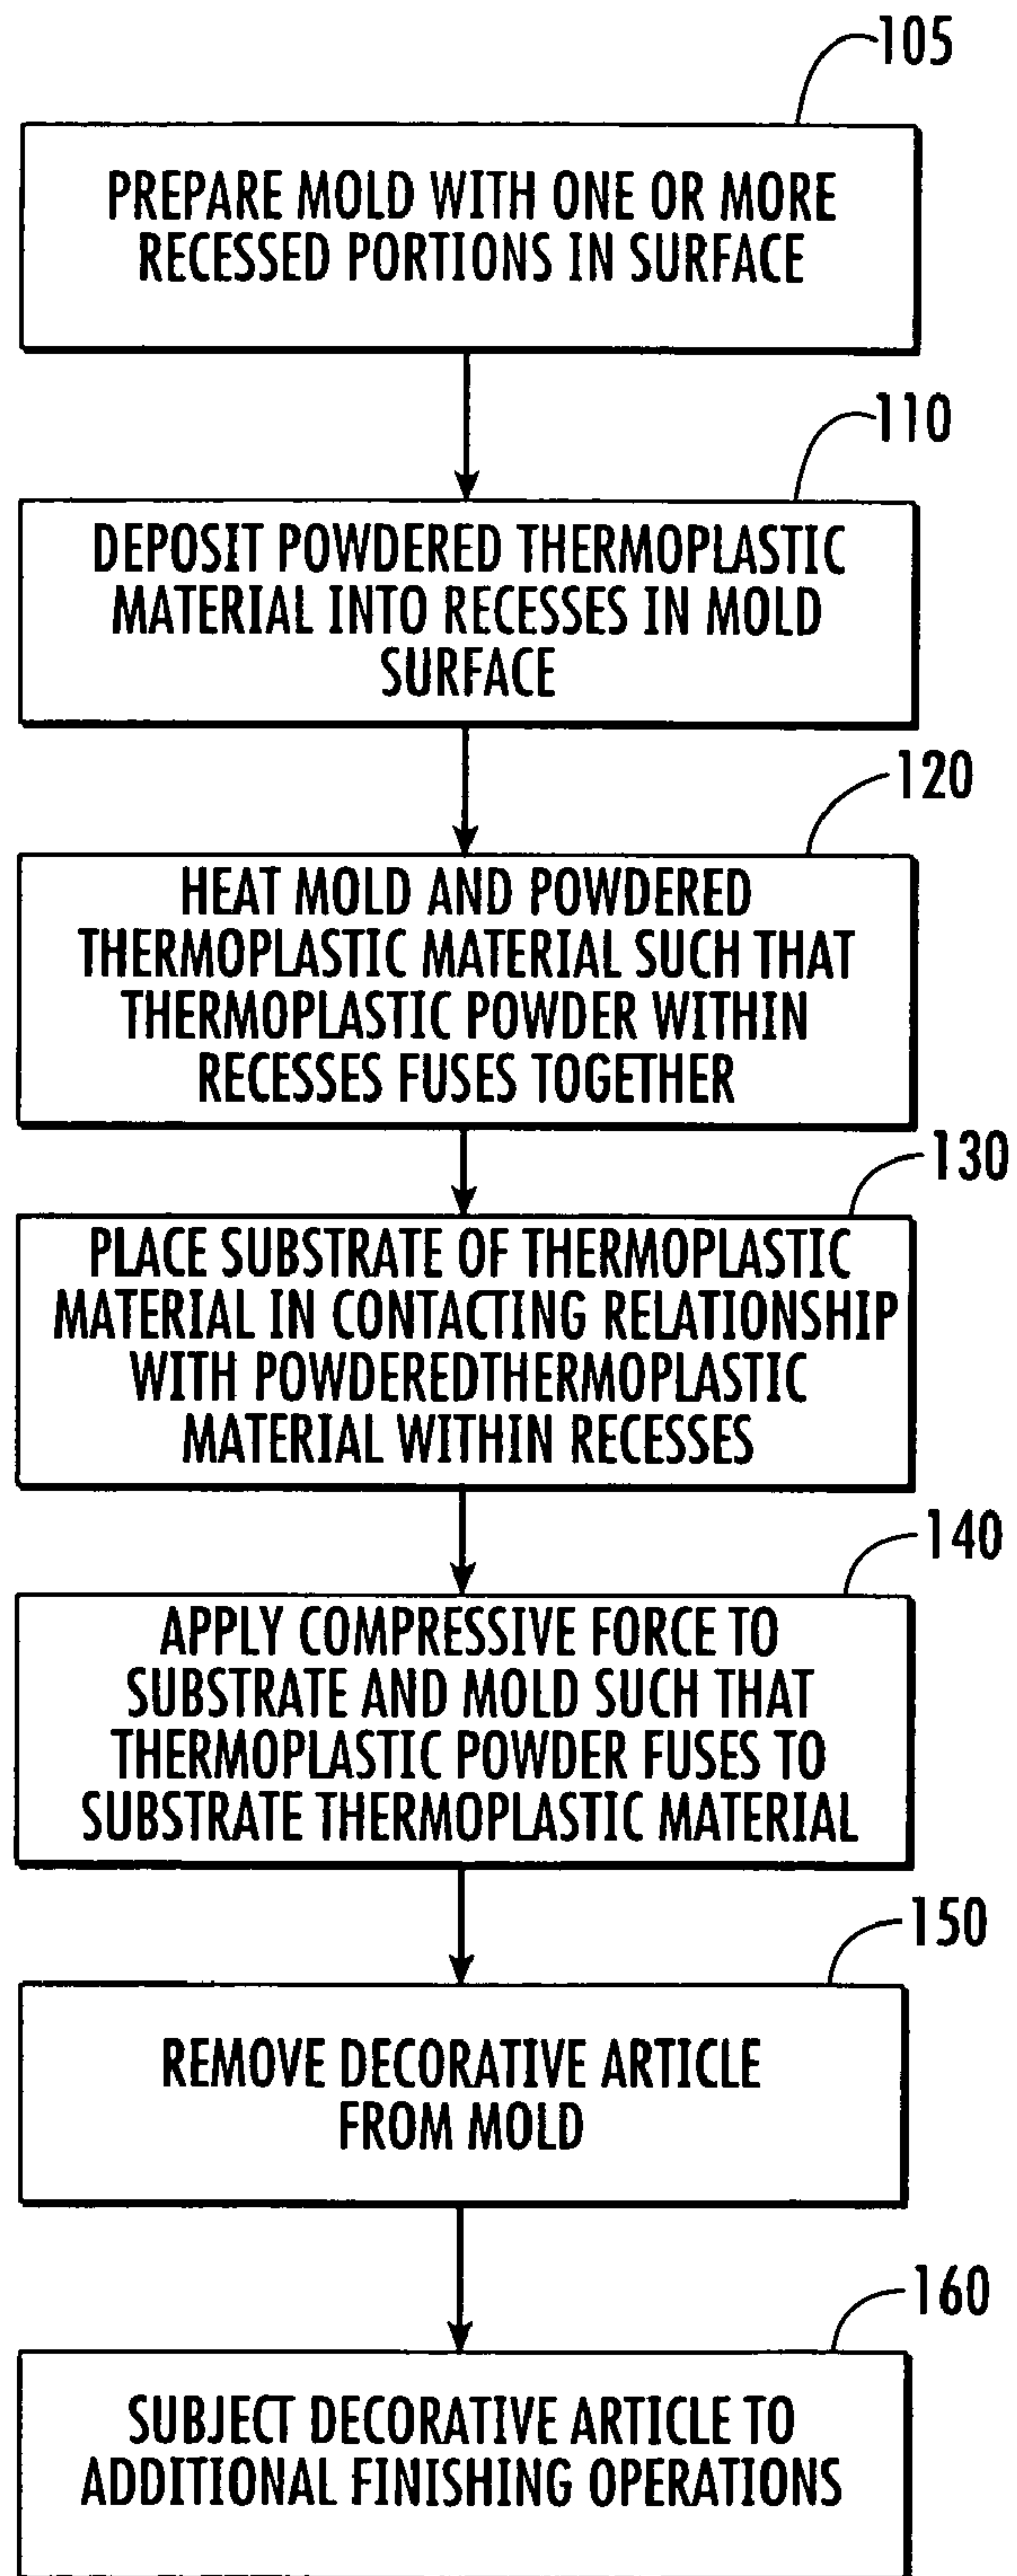 105
PREPARE MOLD WITH ONE OR MORE
RECESSED PORTIONS IN SURFACE
110
DEPOSIT POWDERED THERMOPLASTIC
MATERIAL INTO RECESSES IN MOLD
SURFACE
120
HEAT MOLD AND POWDERED
THERMOPLASTIC MATERIAL SUCH THAT
THERMOPLASTIC POWDER WITHIN
RECESSES FUSES TOGETHER
130
PLACE SUBSTRATE OF THERMOPLASTIC
MATERIAL IN CONTACTING RELATIONSHIP
WITH POWDEREDTHERMOPLASTIC
MATERIAL WITHIN RECESSES
140
APPLY COMPRESSIVE FORCE TO
SUBSTRATE AND MOLD SUCH THAT
THERMOPLASTIC POWDER FUSES TO
SUBSTRATE THERMOPLASTIC MATERIAL
150
REMOVE DECORATIVE ARTICLE
FROM MOLD
160
SUBJECT DECORATIVE ARTICLE TO
ADDITIONAL FINISHING OPERATIONS